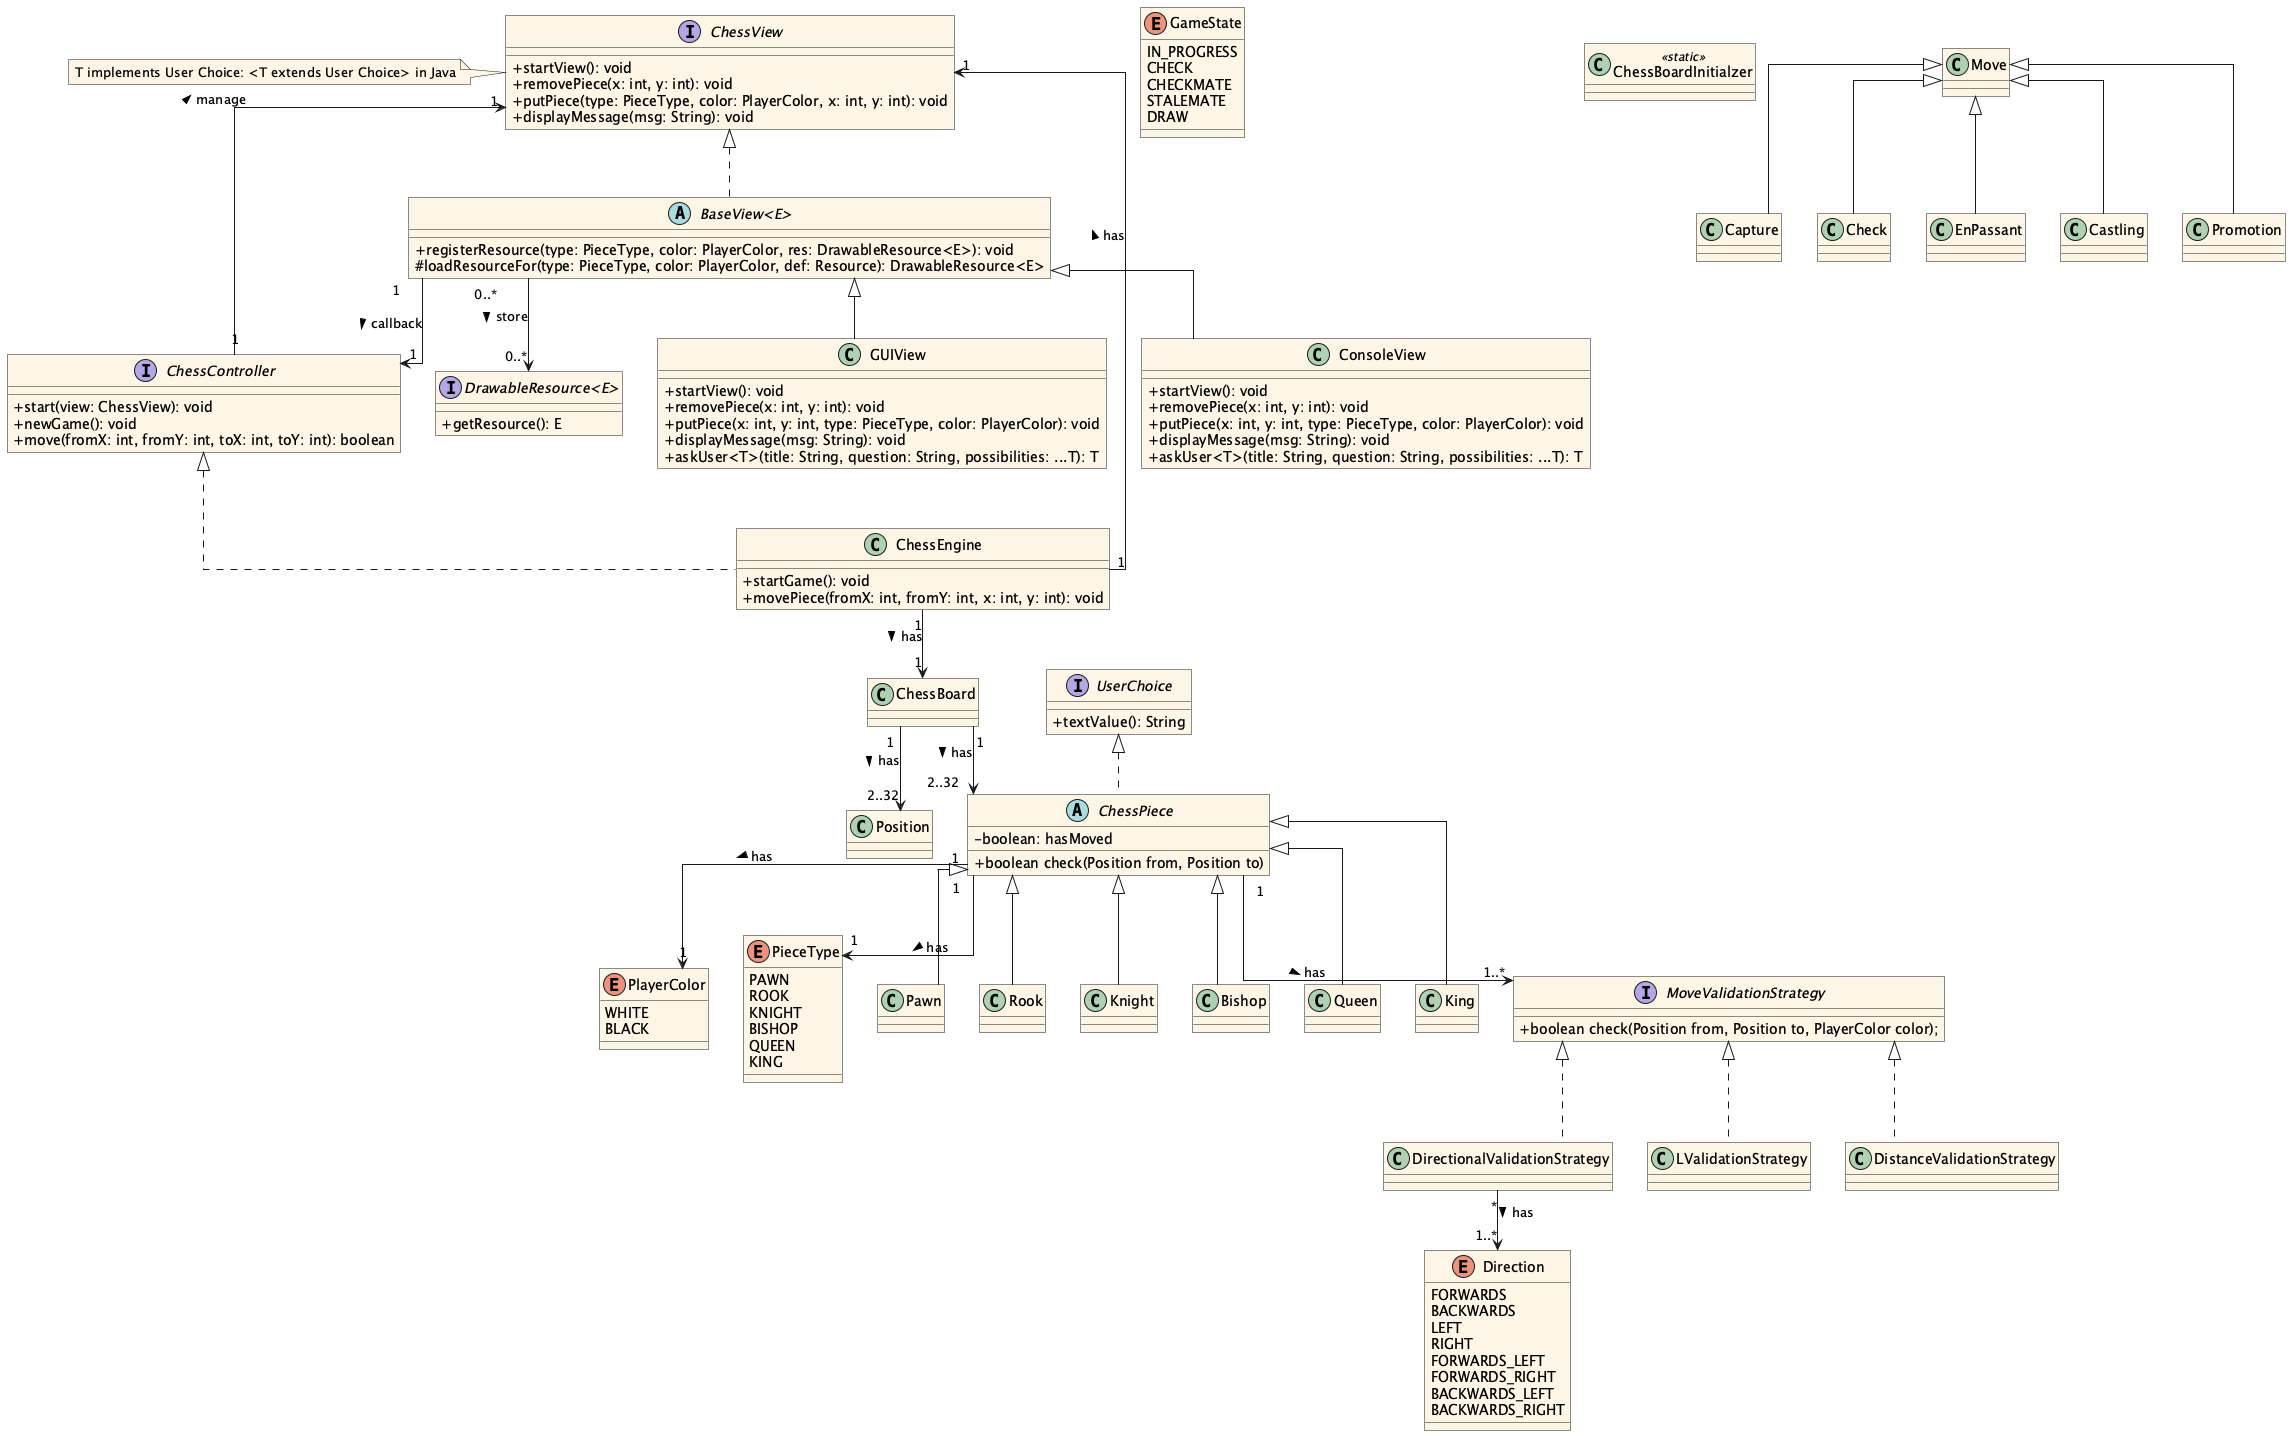 I ChessView
+startView(): void
+removePiece(x: int, y: int): void
+putPiece(type: PieceType, color: PlayerColor, x: int, y: int): void
+displayMessage(msg: String): void
T implements User Choice: <T extends User Choice> in Java
E GameState
IN_PROGRESS
CHECK
CHECKMATE
STALEMATE
DRAW
«static»
C ChessBoardInitialzer
C Move
manage
1
1
1
C Capture
C Check
C EnPassant
C Castling
C Promotion
A BaseView<E>
+registerResource(type: PieceType, color: PlayerColor, res: DrawableResource<E>): void
#loadResourceFor(type: PieceType, color: PlayerColor, def: Resource): DrawableResource<E>
has
1
0..*
callback
store
1
1
0..*
I ChessController
+start(view: ChessView): void
+newGame(): void
+move(fromX: int, fromY: int, toX: int, toY: int): boolean
I DrawableResource<E>
+getResource(): E
C GUIView
+startView(): void
+removePiece(x: int, y: int): void
+putPiece(x: int, y: int, type: PieceType, color: PlayerColor): void
+displayMessage(msg: String): void
+askUser<T>(title: String, question: String, possibilities: ...T): T
C ConsoleView
+startView(): void
+removePiece(x: int, y: int): void
+putPiece(x: int, y: int, type: PieceType, color: PlayerColor): void
+displayMessage(msg: String): void
+askUser<T>(title: String, question: String, possibilities: ...T): T
C ChessEngine
+startGame(): void
+movePiece(fromX: int, fromY: int, x: int, y: int): void
1
1
has
1
C ChessBoard
I UserChoice
+textValue(): String
1
1
has
has
2..32
2..32
C Position
A ChessPiece
-boolean: hasMoved
+boolean check(Position from, Position to)
has
1
1
1
has
1
1
E PlayerColor
WHITE
BLACK
E PieceType
PAWN
ROOK
KNIGHT
BISHOP
QUEEN
KING
C Pawn
C Rook
C Knight
C Bishop
C Queen
C King
has
1..*
I MoveValidationStrategy
+boolean check(Position from, Position to, PlayerColor color);
C DirectionalValidationStrategy
C LValidationStrategy
C DistanceValidationStrategy
*
has
1..*
E Direction
FORWARDS
BACKWARDS
LEFT
RIGHT
FORWARDS_LEFT
FORWARDS_RIGHT
BACKWARDS_LEFT
BACKWARDS_RIGHT